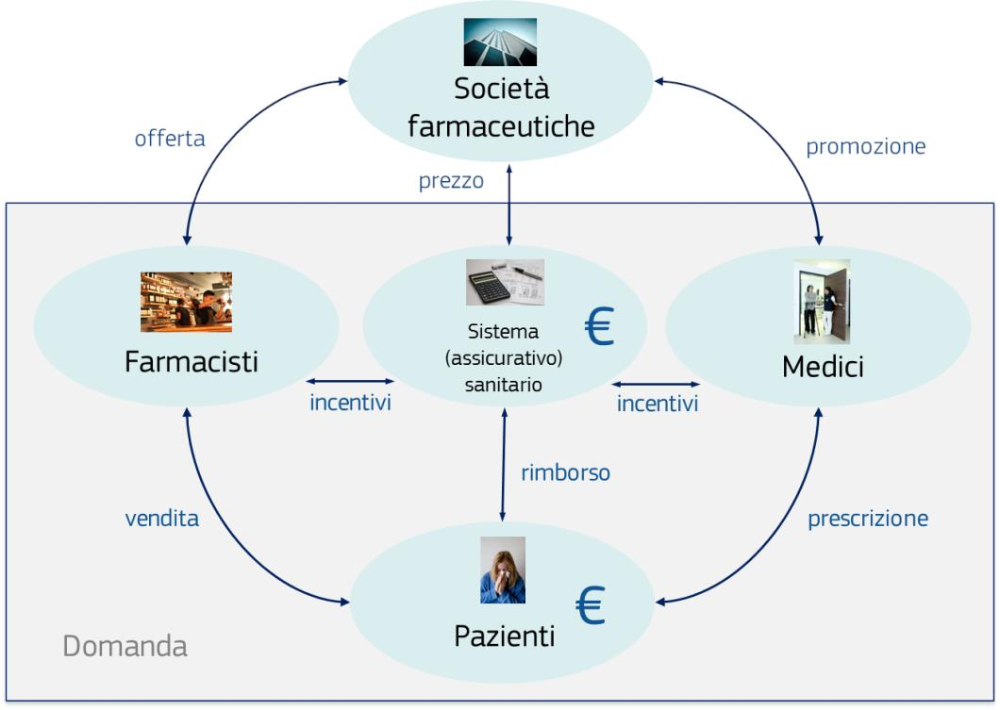 Società
farmaceutiche
offerta
promozione
prezzo
Farmacisti
Sistema
(assicurativo)
sanitario
€
Medici
incentivi
incentivi
rimborso
vendita
prescrizione
Pazienti
€
Domanda